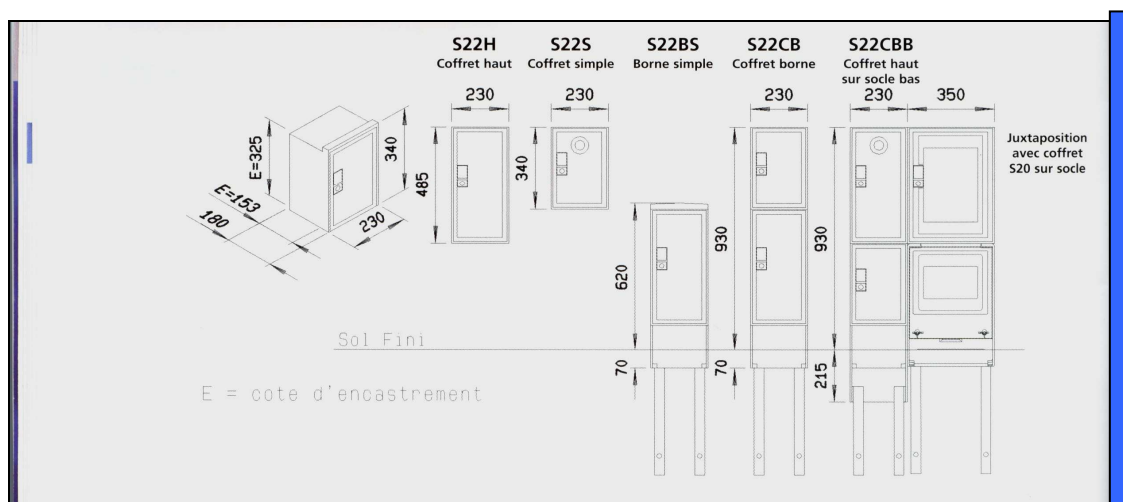 S22H
Coffret haut
S22S
Coffret simple
S22BS
Borne simple
S22CB
Coffret borne
S22CBB
Coffret haut
sur socle bas
230
230
230
230
350
Juxtaposition
avec coffret
S20 sur socle
E=325
340
E=153
180
230
485
340
620
930
930
70
70
215
Sol Fini
E = cote d'encastrement